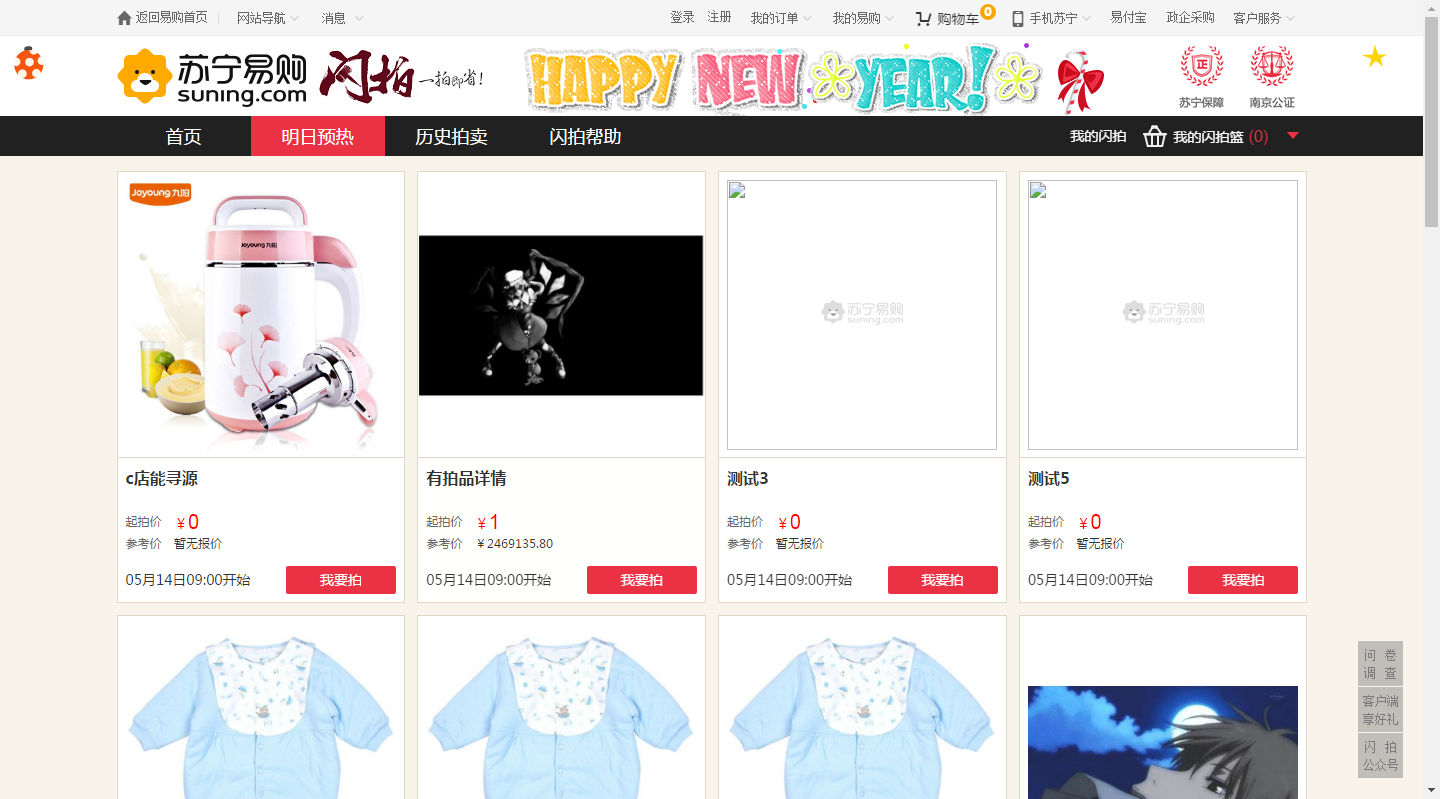 返回易购首页 网站导航 消息 登录 注册 我的订单 我的易购 购物车 0 手机苏宁 易付宝 政企采购 客户服务
苏宁易购
suning.com
闪拍 一拍即省!
HAPPY NEW YEAR!
正
苏宁保障
南京公证
首页 明日预热 历史拍卖 闪拍帮助 我的闪拍 我的闪拍篮 (0)
Joyoung 九阳
Joyoung 九阳
苏宁易购
suning.com
苏宁易购
suning.com
c店能寻源
起拍价 ¥0
参考价 暂无报价
05月14日09:00开始 我要拍
有拍品详情
起拍价 ¥1
参考价 ¥2469135.80
05月14日09:00开始 我要拍
测试3
起拍价 ¥0
参考价 暂无报价
05月14日09:00开始 我要拍
测试5
起拍价 ¥0
参考价 暂无报价
05月14日09:00开始 我要拍
问 卷
调 查
客户端
享好礼
闪 拍
公众号